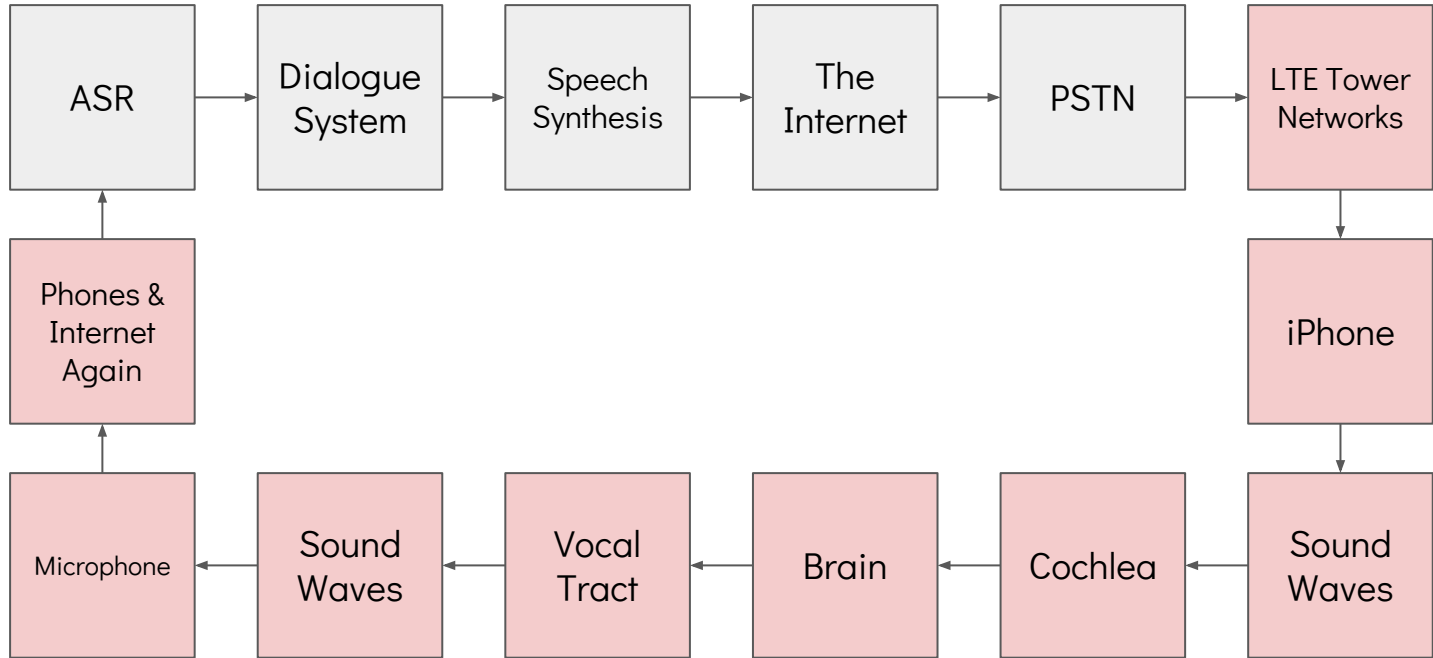 ASR
Dialogue
System
Speech
Synthesis
The
Internet
PSTN
LTE Tower
Networks
Phones &
Internet
Again
iPhone
Microphone
Sound
Waves
Vocal
Tract
Brain
Cochlea
Sound
Waves